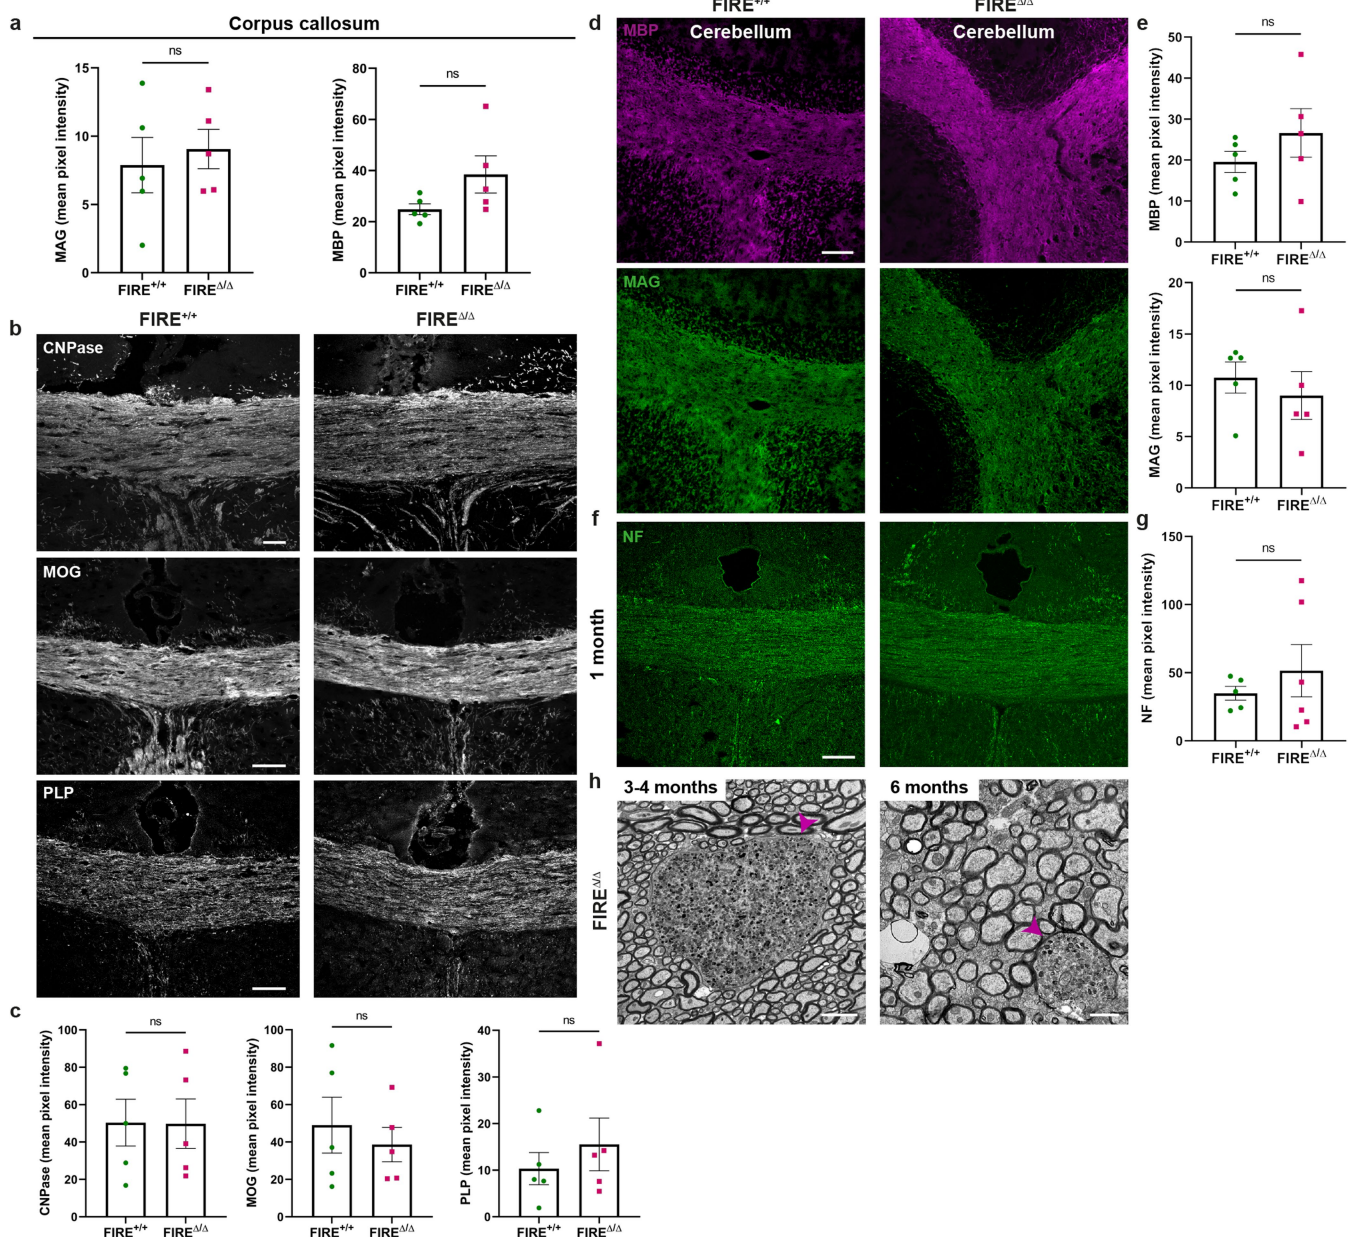 a
Corpus callosum
ns
MAG (mean pixel intensity)
15
10
5
0
FIRE+/+ FIREΔ/Δ
ns
MBP (mean pixel intensity)
80
60
40
20
0
FIRE+/+ FIREΔ/Δ
b
FIRE+/+ FIREΔ/Δ
CNPase
MOG
PLP
c
ns
CNPase (mean pixel intensity)
100
80
60
40
20
0
FIRE+/+ FIREΔ/Δ
ns
MOG (mean pixel intensity)
100
80
60
40
20
0
FIRE+/+ FIREΔ/Δ
ns
PLP (mean pixel intensity)
40
30
20
10
0
FIRE+/+ FIREΔ/Δ
d
FIRE+/+ FIREΔ/Δ
MBP Cerebellum Cerebellum
MAG
e
ns
MBP (mean pixel intensity)
50
40
30
20
10
0
FIRE+/+ FIREΔ/Δ
ns
MAG (mean pixel intensity)
20
15
10
5
0
FIRE+/+ FIREΔ/Δ
f
NF
1 month
g
ns
NF (mean pixel intensity)
150
100
50
0
FIRE+/+ FIREΔ/Δ
h
3-4 months 6 months
FIREΔ/Δ